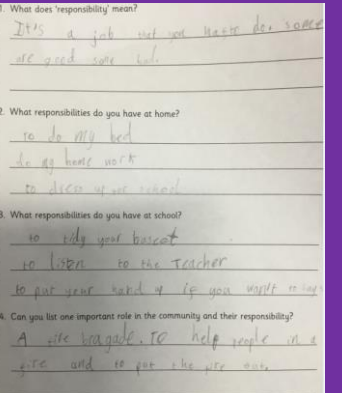 1. What does 'responsibility' mean?
It's a job that you have to do, some
are good some bad.
2. What responsibilities do you have at home?
to do my bed
do my home work
to dress up for school
3. What responsibilities do you have at school?
to tidy your
to listen to the Teacher
to put your hand up if you want to
4. Can you list one important role in the community and their responsibility?
A fire bragade. TO help people in a
fire and to put the out.